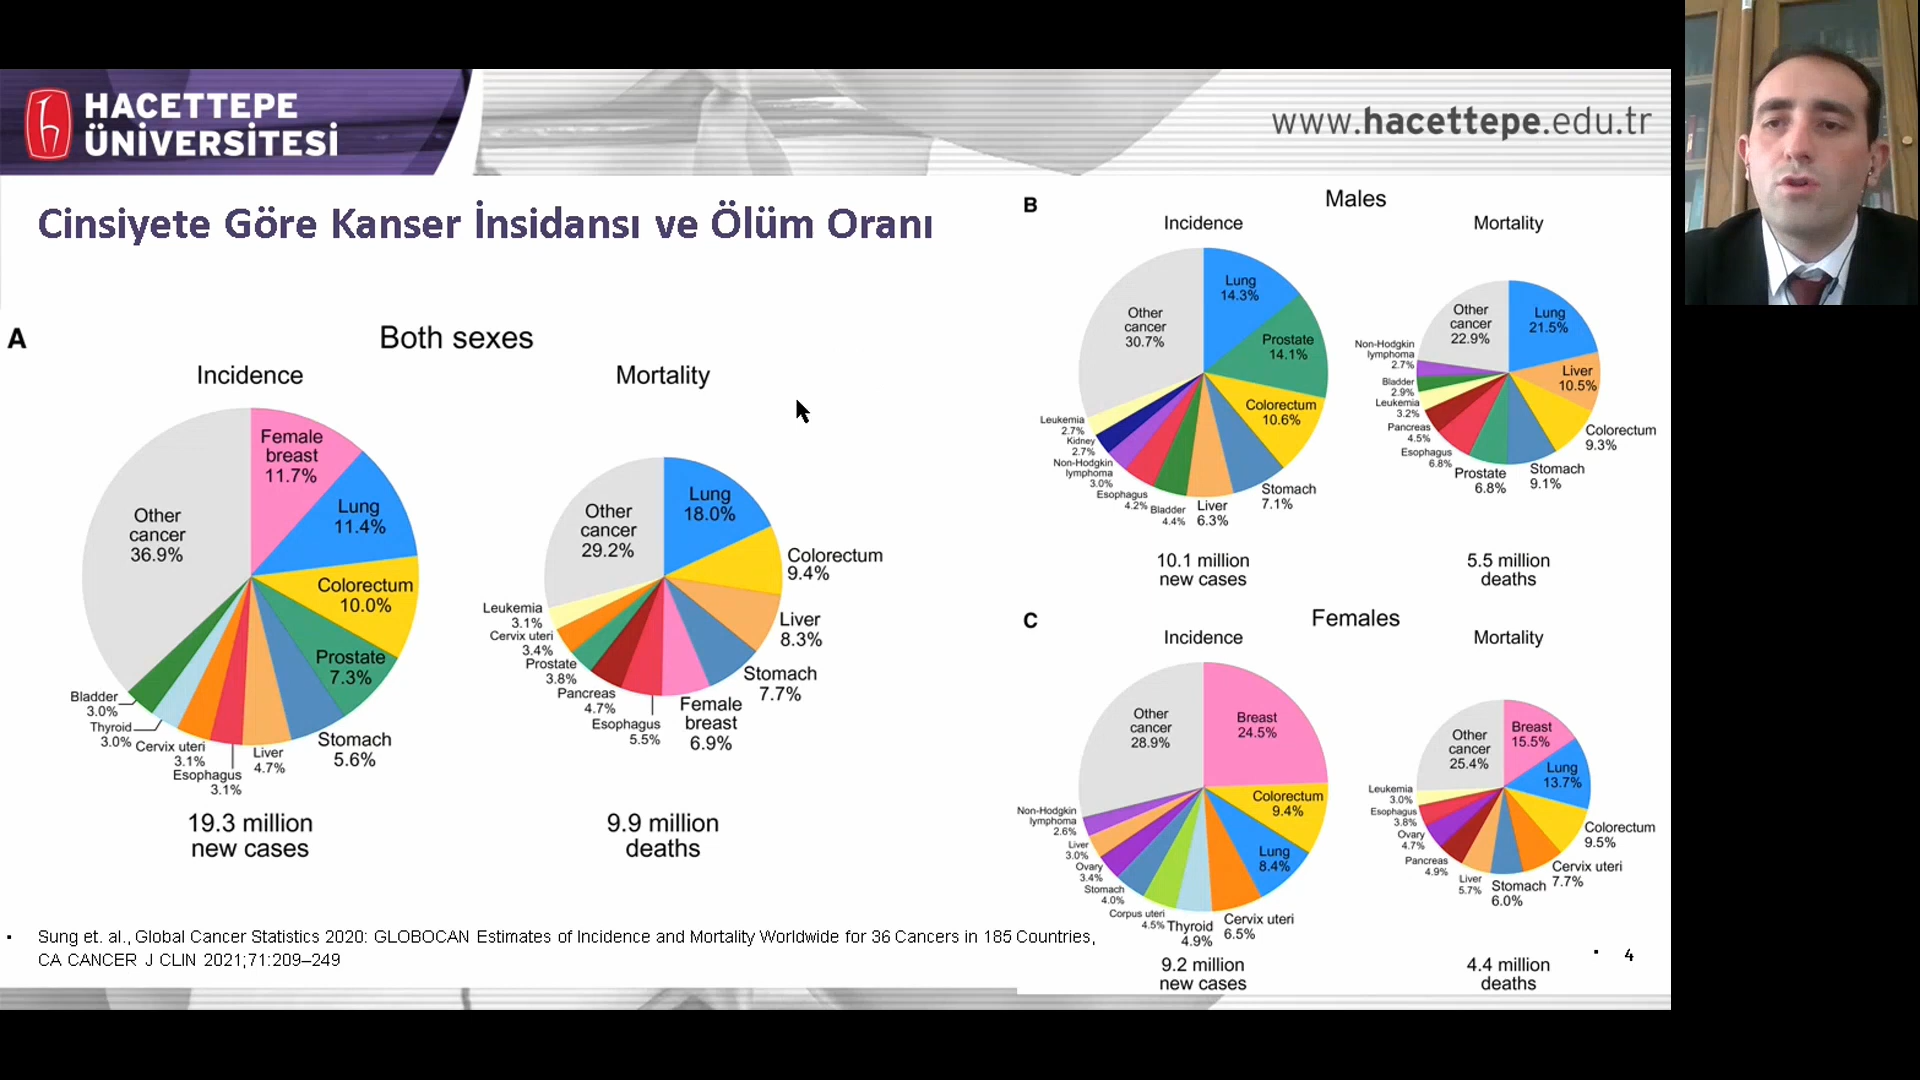 HACETTEPE
ÜNİVERSİTESİ
www.hacettepe.edu.tr
Cinsiyete Göre Kanser İnsidansı ve Ölüm Oranı
A
Both sexes
Incidence
Female
breast
11.7%
Lung
11.4%
Colorectum
10.0%
Prostate
7.3%
Stomach
5.6%
Liver
4.7%
Esophagus
3.1%
Cervix uteri
3.1%
Thyroid
3.0%
Bladder
3.0%
Other
cancer
36.9%
19.3 million
new cases
Mortality
Lung
18.0%
Colorectum
9.4%
Liver
8.3%
Stomach
7.7%
Female
breast
6.9%
Esophagus
5.5%
Pancreas
4.7%
Prostate
3.8%
Cervix uteri
3.4%
Leukemia
3.1%
Other
cancer
29.2%
9.9 million
deaths
B
Males
Incidence
Lung
14.3%
Prostate
14.1%
Colorectum
10.6%
Stomach
7.1%
Liver
6.3%
Bladder
4.4%
Esophagus
4.2%
Non-Hodgkin
lymphoma
3.0%
Kidney
2.7%
Leukemia
2.7%
Other
cancer
30.7%
10.1 million
new cases
Mortality
Lung
21.5%
Liver
10.5%
Colorectum
9.3%
Stomach
9.1%
Prostate
6.8%
Esophagus
6.8%
Pancreas
4.5%
Leukemia
3.2%
Bladder
2.9%
Non-Hodgkin
lymphoma
2.7%
Other
cancer
22.9%
5.5 million
deaths
C
Females
Incidence
Breast
24.5%
Colorectum
9.4%
Lung
8.4%
Cervix uteri
6.5%
Thyroid
4.9%
Corpus uteri
4.5%
Stomach
4.0%
Ovary
3.4%
Liver
3.0%
Non-Hodgkin
lymphoma
2.6%
Other
cancer
28.9%
9.2 million
new cases
Mortality
Breast
15.5%
Lung
13.7%
Colorectum
9.5%
Cervix uteri
7.7%
Stomach
6.0%
Liver
5.7%
Pancreas
4.9%
Ovary
4.7%
Esophagus
3.8%
Leukemia
3.0%
Other
cancer
25.4%
4.4 million
deaths
• Sung et. al., Global Cancer Statistics 2020: GLOBOCAN Estimates of Incidence and Mortality Worldwide for 36 Cancers in 185 Countries,
CA CANCER J CLIN 2021;71:209–249
• 4